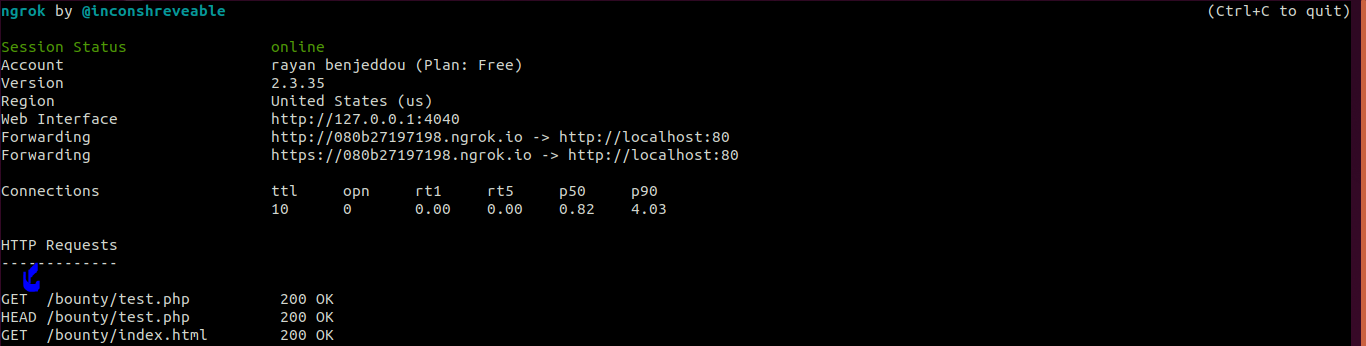 ngrok by @inconshreveable (Ctrl+C to quit)
Session Status online
Account rayan benjeddou (Plan: Free)
Version 2.3.35
Region United States (us)
Web Interface http://127.0.0.1:4040
Forwarding http://080b27197198.ngrok.io -> http://localhost:80
Forwarding https://080b27197198.ngrok.io -> http://localhost:80
Connections ttl opn rt1 rt5 p50 p90
10 0 0.00 0.00 0.82 4.03
HTTP Requests
-------------
GET /bounty/test.php 200 OK
HEAD /bounty/test.php 200 OK
GET /bounty/index.html 200 OK